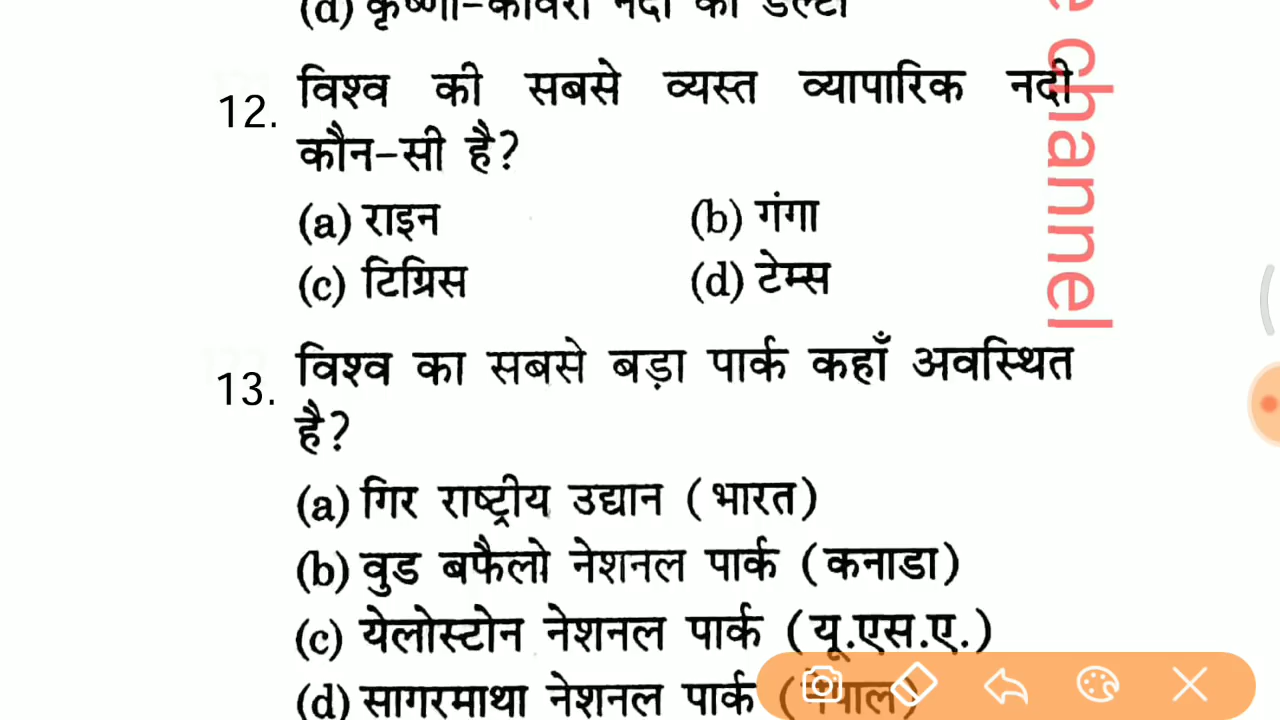 (d) कृष्णा-कावेरी नदी का डेल्टा
12. विश्व की सबसे व्यस्त व्यापारिक नदी
कौन-सी है?
(a) राइन (b) गंगा
(c) टिग्रिस (d) टेम्स
13. विश्व का सबसे बड़ा पार्क कहाँ अवस्थित
है?
(a) गिर राष्ट्रीय उद्यान (भारत)
(b) वुड बफैलो नेशनल पार्क (कनाडा)
(c) येलोस्टोन नेशनल पार्क (यू.एस.ए.)
(d) सागरमाथा नेशनल पार्क (नेपाल)
channel